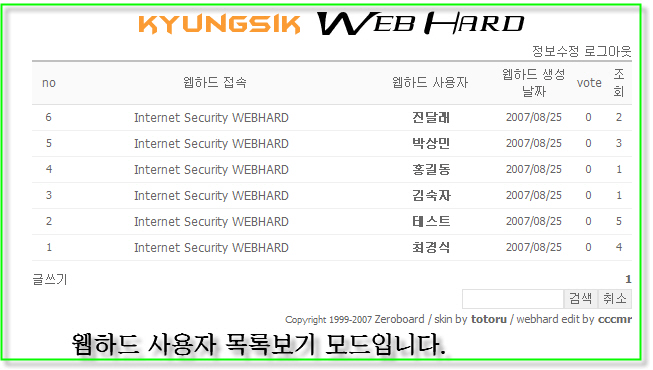 KYUNGSIK WEB HARD
정보수정 로그아웃
no 웹하드 접속 웹하드 사용자 웹하드 생성 날짜 vote 조회
6 Internet Security WEBHARD 진달래 2007/08/25 0 2
5 Internet Security WEBHARD 박상민 2007/08/25 0 3
4 Internet Security WEBHARD 홍길동 2007/08/25 0 1
3 Internet Security WEBHARD 김숙자 2007/08/25 0 1
2 Internet Security WEBHARD 테스트 2007/08/25 0 5
1 Internet Security WEBHARD 최경식 2007/08/25 0 4
글쓰기 1
검색 취소
Copyright 1999-2007 Zeroboard / skin by totoru / webhard edit by cccmr
웹하드 사용자 목록보기 모드입니다.